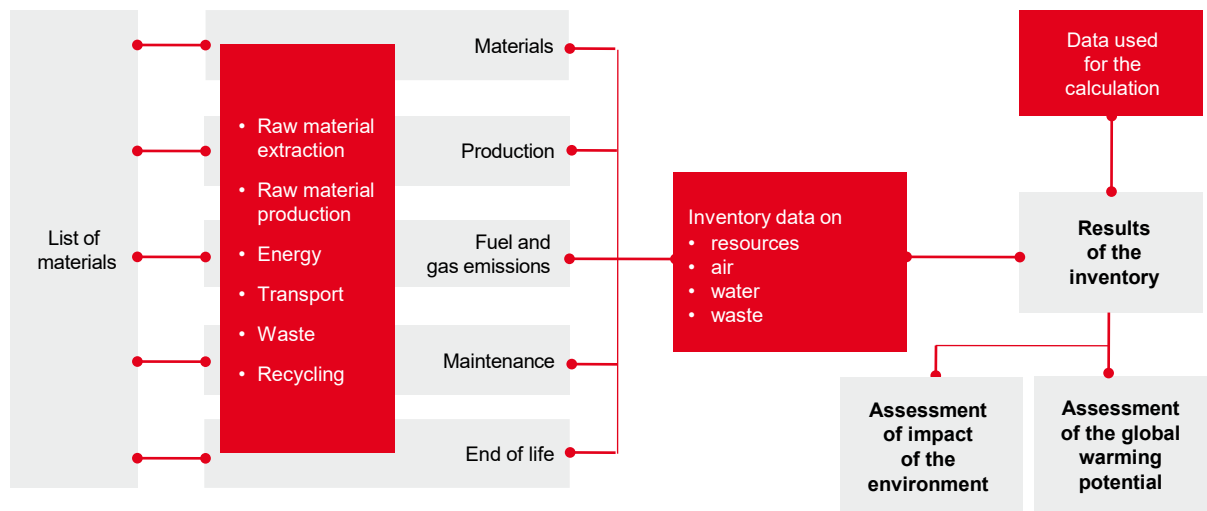 List of
materials
• Raw material
extraction
• Raw material
production
• Energy
• Transport
• Waste
• Recycling
Materials
Production
Fuel and
gas emissions
Maintenance
End of life
Inventory data on
• resources
• air
• water
• waste
Data used
for the
calculation
Results
of the
inventory
Assessment
of impact
of the
environment
Assessment
of the global
warming
potential